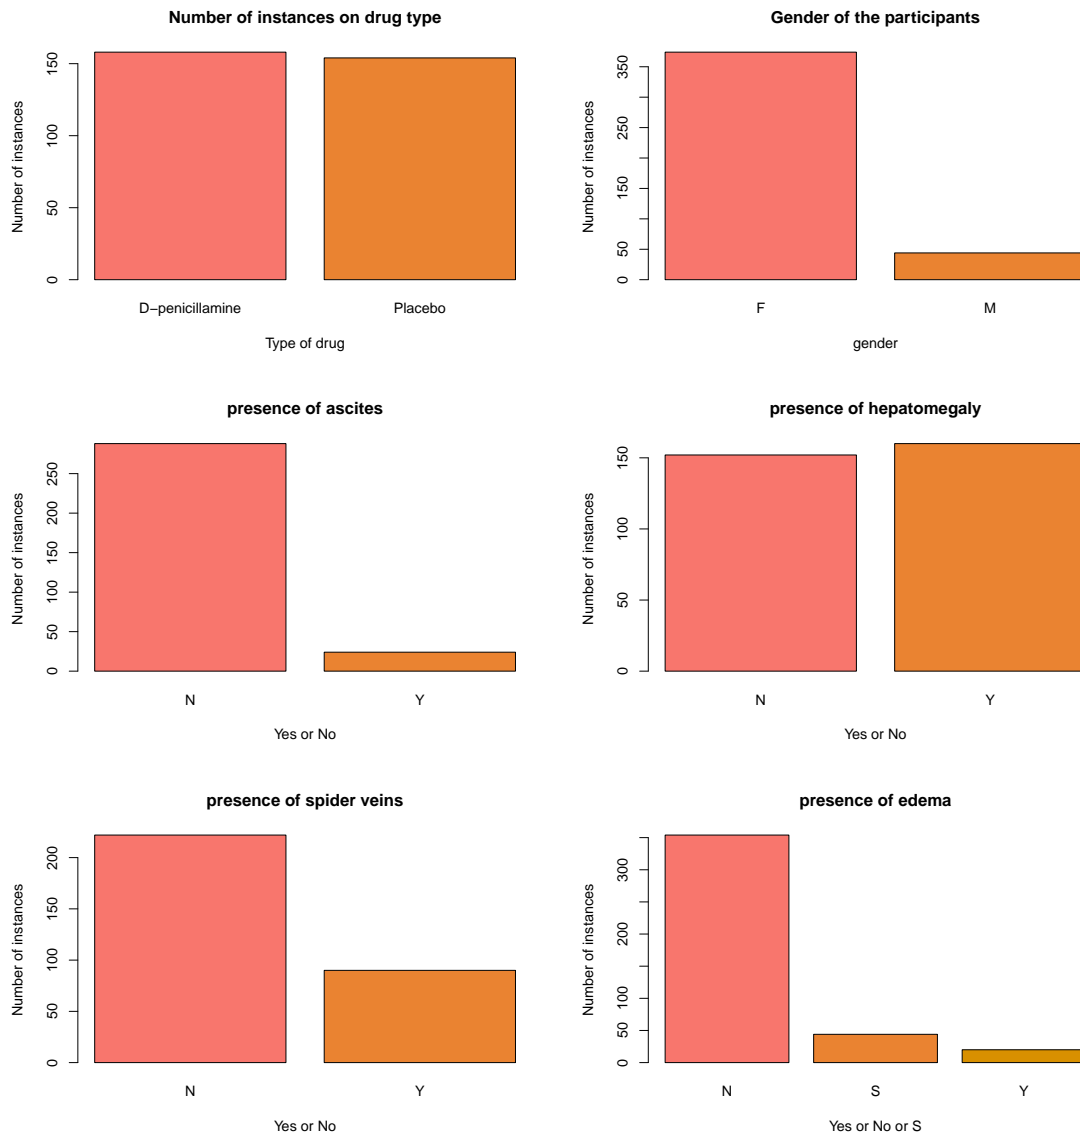 Number of instances on drug type
Number of instances
0
50
100
150
D−penicillamine
Placebo
Type of drug
Gender of the participants
Number of instances
0
50
150
250
350
F
M
gender
presence of ascites
Number of instances
0
50
100
150
200
250
N
Y
Yes or No
presence of hepatomegaly
Number of instances
0
50
100
150
N
Y
Yes or No
presence of spider veins
Number of instances
0
50
100
150
200
N
Y
Yes or No
presence of edema
Number of instances
0
50
100
200
300
N
S
Y
Yes or No or S